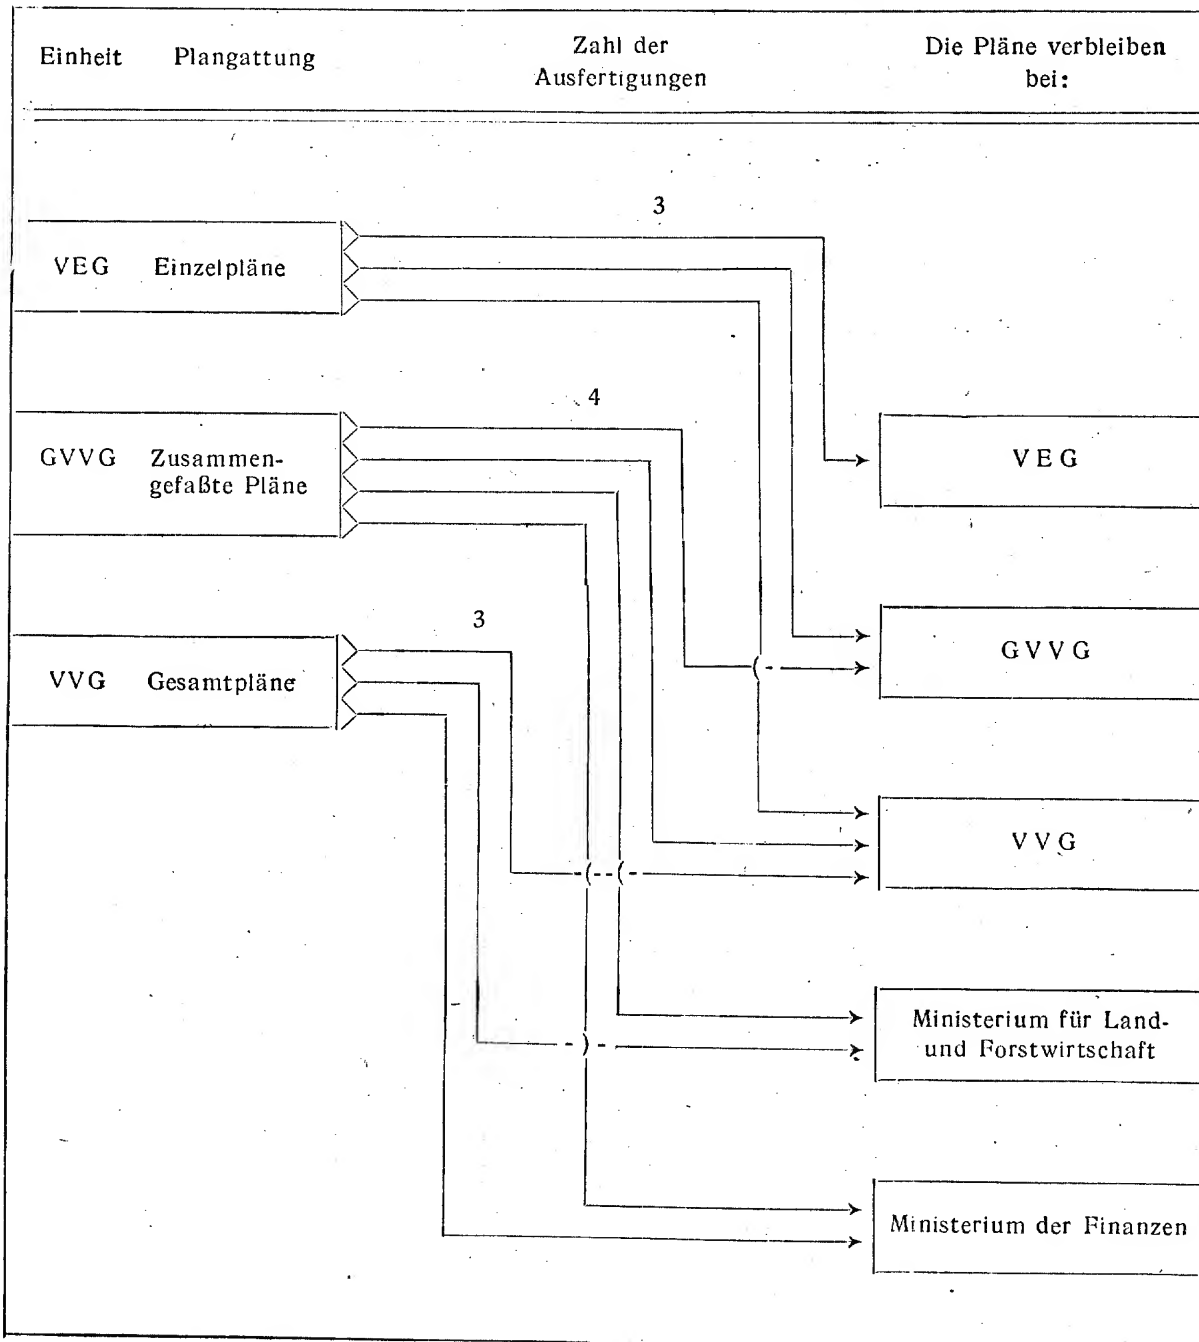 Einheit Plangattung
Zahl der
Ausfertigungen
Die Pläne verbleiben
bei:
3
VEG Einzelpläne
4
GVVG Zusammen-
gefaßte Pläne
3
VVG Gesamtpläne
VEG
GVVG
VVG
Ministerium für Land-
und Forstwirtschaft
Ministerium der Finanzen